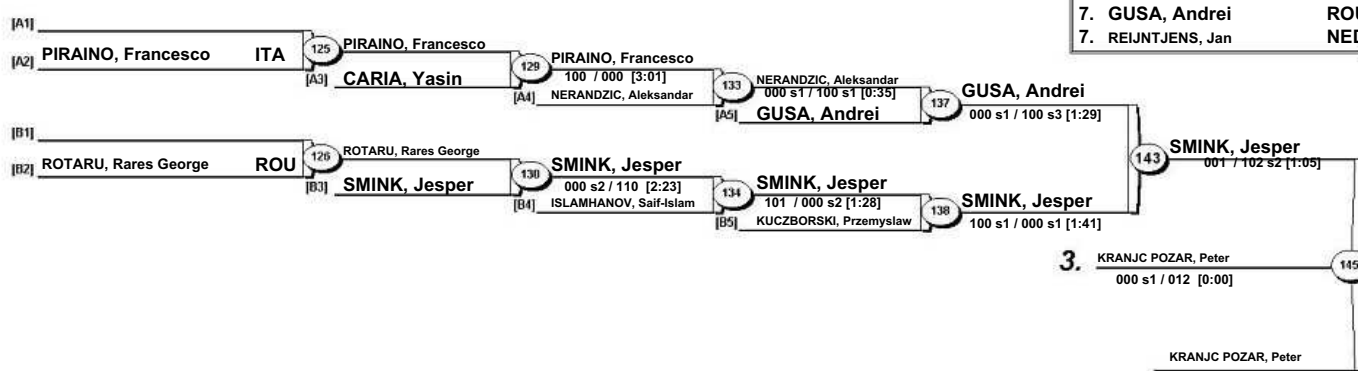 7. GUSA, Andrei ROU
7. REIJNTJENS, Jan NED
[A1]
[A2] PIRAINO, Francesco ITA
125
PIRAINO, Francesco
[A3] CARIA, Yasin
129
PIRAINO, Francesco
100 / 000 [3:01]
[A4] NERANDZIC, Aleksandar
133
NERANDZIC, Aleksandar
000 s1 / 100 s1 [0:35]
[A5] GUSA, Andrei
137
GUSA, Andrei
000 s1 / 100 s3 [1:29]
[B1]
[B2] ROTARU, Rares George ROU
126
ROTARU, Rares George
[B3] SMINK, Jesper
130
SMINK, Jesper
000 s2 / 110 [2:23]
[B4] ISLAMHANOV, Saif-Islam
134
SMINK, Jesper
101 / 000 s2 [1:28]
[B5] KUCZBORSKI, Przemyslaw
138
SMINK, Jesper
100 s1 / 000 s1 [1:41]
143
SMINK, Jesper
001 / 102 s2 [1:05]
3. KRANJC POZAR, Peter
000 s1 / 012 [0:00]
145
KRANJC POZAR, Peter